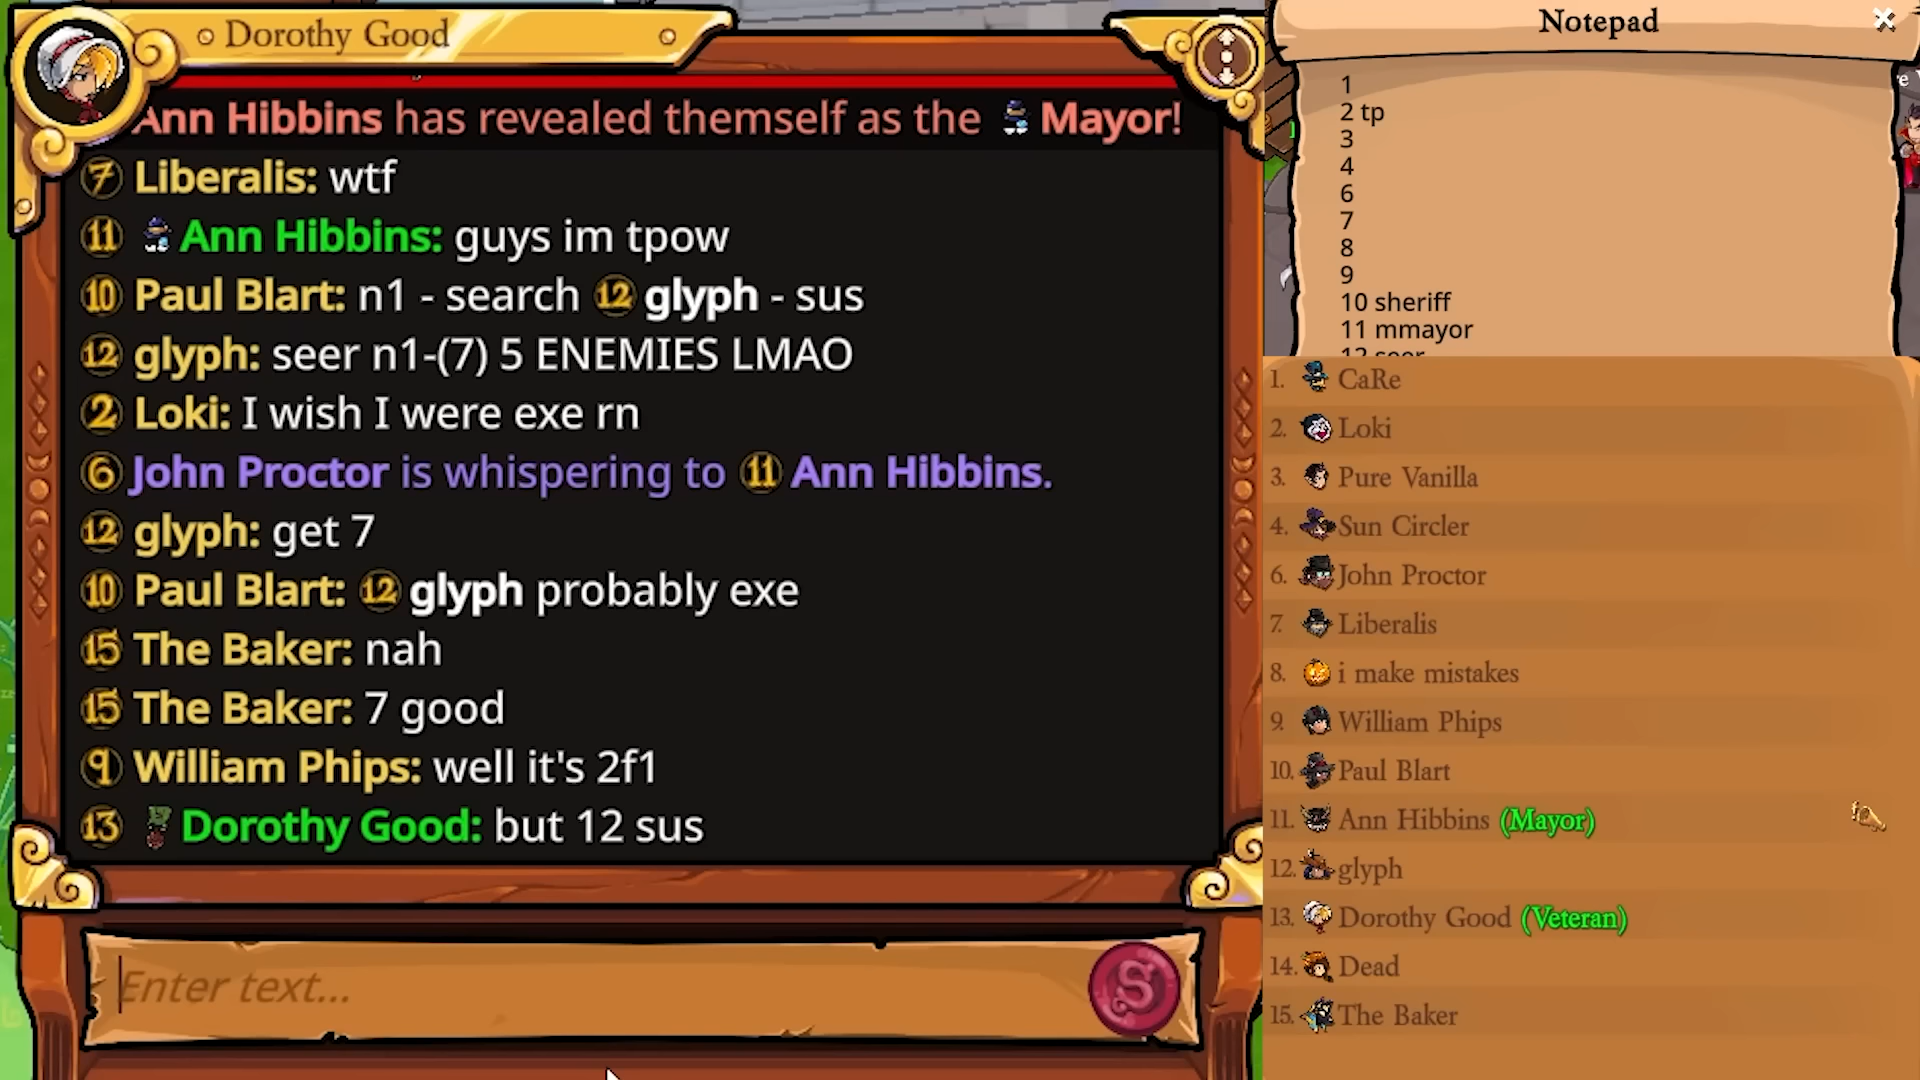 Dorothy Good
Ann Hibbins has revealed themself as the Mayor!
7 Liberalis: wtf
11 Ann Hibbins: guys im tpow
10 Paul Blart: n1 - search 12 glyph - sus
12 glyph: seer n1-(7) 5 ENEMIES LMAO
2 Loki: I wish I were exe rn
6 John Proctor is whispering to 11 Ann Hibbins.
12 glyph: get 7
10 Paul Blart: 12 glyph probably exe
15 The Baker: nah
15 The Baker: 7 good
9 William Phips: well it's 2f1
13 Dorothy Good: but 12 sus
Enter text...
S
Notepad
1
2 tp
3
4
6
7
8
9
10 sheriff
11 mmayor
12 seer
1. CaRe
2. Loki
3. Pure Vanilla
4. Sun Circler
6. John Proctor
7. Liberalis
8. i make mistakes
9. William Phips
10. Paul Blart
11. Ann Hibbins (Mayor)
12. glyph
13. Dorothy Good (Veteran)
14. Dead
15. The Baker